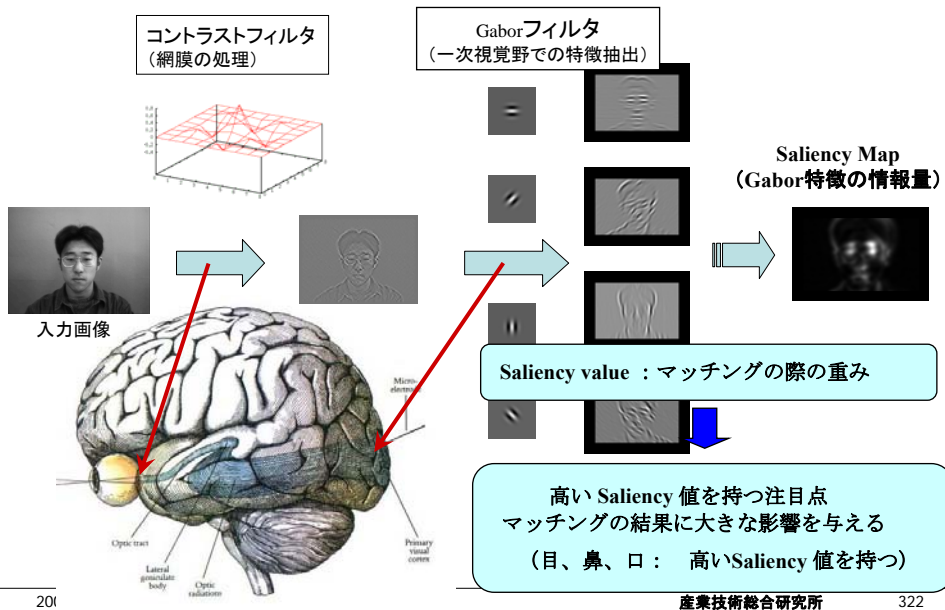 コントラストフィルタ
（網膜の処理）
Gaborフィルタ
（一次視覚野での特徴抽出）
Saliency Map
（Gabor特徴の情報量）
入力画像
Saliency value ：マッチングの際の重み
Micro-
electro
Optic tract
Lateral
geniculate
body
Optic
radiations
Primary
visual
cortex
高い Saliency 値を持つ注目点
マッチングの結果に大きな影響を与える
（目、鼻、口： 高いSaliency 値を持つ）
200
産業技術総合研究所
322